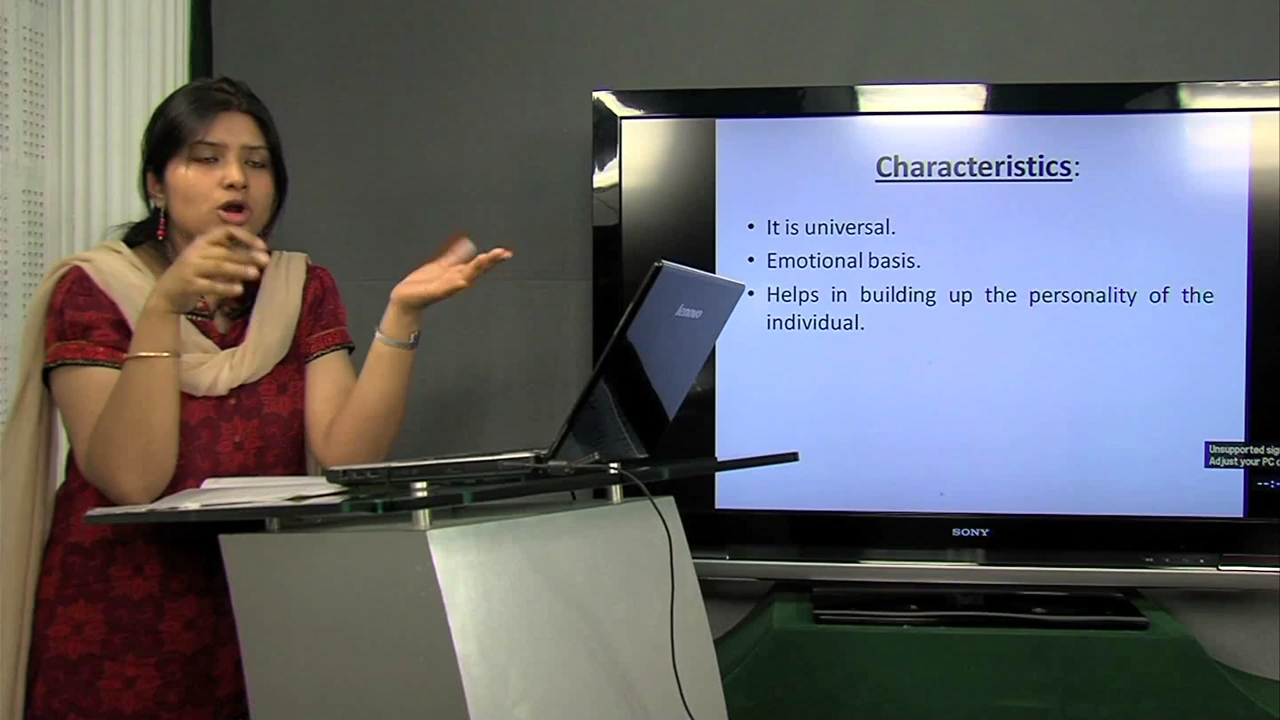 Characteristics:
• It is universal.
• Emotional basis.
• Helps in building up the personality of the
individual.
lenovo
Unsupported sig
Adjust your PC
SONY